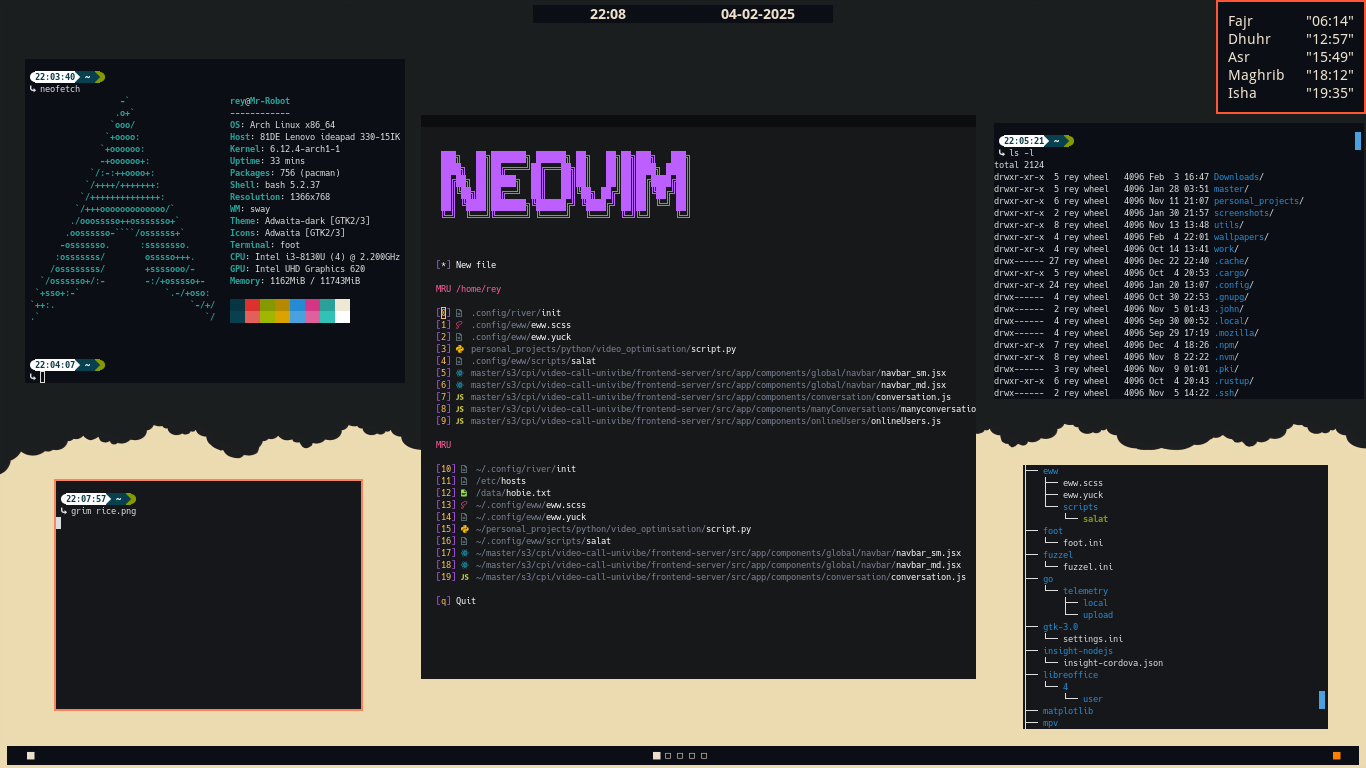 22:08 04-02-2025
Fajr "06:14"
Dhuhr "12:57"
Asr "15:49"
Maghrib "18:12"
Isha "19:35"
22:03:40 ~
neofetch
rey@Mr-Robot
------------
OS: Arch Linux x86_64
Host: 81DE Lenovo ideapad 330-15IK
Kernel: 6.12.4-arch1-1
Uptime: 33 mins
Packages: 756 (pacman)
Shell: bash 5.2.37
Resolution: 1366x768
WM: sway
Theme: Adwaita-dark [GTK2/3]
Icons: Adwaita [GTK2/3]
Terminal: foot
CPU: Intel i3-8130U (4) @ 2.200GHz
GPU: Intel UHD Graphics 620
Memory: 1162MiB / 11743MiB
22:04:07 ~
NEOVIM
[*] New file
MRU /home/rey
[0] .config/river/init
[1] .config/eww/eww.scss
[2] .config/eww/eww.yuck
[3] personal_projects/python/video_optimisation/script.py
[4] .config/eww/scripts/salat
[5] master/s3/cpi/video-call-univibe/frontend-server/src/app/components/global/navbar/navbar_sm.jsx
[6] master/s3/cpi/video-call-univibe/frontend-server/src/app/components/global/navbar/navbar_md.jsx
[7] master/s3/cpi/video-call-univibe/frontend-server/src/app/components/conversation/conversation.js
[8] master/s3/cpi/video-call-univibe/frontend-server/src/app/components/manyConversations/manyconversatio
[9] master/s3/cpi/video-call-univibe/frontend-server/src/app/components/onlineUsers/onlineUsers.js
MRU
[10] ~/.config/river/init
[11] /etc/hosts
[12] /data/hobie.txt
[13] ~/.config/eww/eww.scss
[14] ~/.config/eww/eww.yuck
[15] ~/personal_projects/python/video_optimisation/script.py
[16] ~/.config/eww/scripts/salat
[17] ~/master/s3/cpi/video-call-univibe/frontend-server/src/app/components/global/navbar/navbar_sm.jsx
[18] ~/master/s3/cpi/video-call-univibe/frontend-server/src/app/components/global/navbar/navbar_md.jsx
[19] ~/master/s3/cpi/video-call-univibe/frontend-server/src/app/components/conversation/conversation.js
[q] Quit
22:05:21 ~
ls -l
total 2124
drwxr-xr-x 5 rey wheel 4096 Feb 3 16:47 Downloads/
drwxr-xr-x 5 rey wheel 4096 Jan 28 03:51 master/
drwxr-xr-x 6 rey wheel 4096 Nov 11 21:07 personal_projects/
drwxr-xr-x 2 rey wheel 4096 Jan 30 21:57 screenshots/
drwxr-xr-x 8 rey wheel 4096 Nov 13 13:48 utils/
drwxr-xr-x 4 rey wheel 4096 Feb 4 22:01 wallpapers/
drwxr-xr-x 4 rey wheel 4096 Oct 14 13:41 work/
drwx------ 27 rey wheel 4096 Dec 22 22:40 .cache/
drwxr-xr-x 5 rey wheel 4096 Oct 4 20:53 .cargo/
drwxr-xr-x 24 rey wheel 4096 Jan 20 13:07 .config/
drwx------ 4 rey wheel 4096 Oct 30 22:53 .gnupg/
drwx------ 2 rey wheel 4096 Nov 5 01:43 .john/
drwx------ 4 rey wheel 4096 Sep 30 00:52 .local/
drwx------ 4 rey wheel 4096 Sep 29 17:19 .mozilla/
drwxr-xr-x 7 rey wheel 4096 Dec 4 18:26 .npm/
drwxr-xr-x 8 rey wheel 4096 Nov 8 22:22 .nvm/
drwx------ 3 rey wheel 4096 Nov 9 01:01 .pki/
drwxr-xr-x 6 rey wheel 4096 Oct 4 20:43 .rustup/
drwx------ 2 rey wheel 4096 Nov 5 14:22 .ssh/
22:07:57 ~
grim rice.png
eww
eww.scss
eww.yuck
scripts
salat
foot
foot.ini
fuzzel
fuzzel.ini
go
telemetry
local
upload
gtk-3.0
settings.ini
insight-nodejs
insight-cordova.json
libreoffice
4
user
matplotlib
mpv